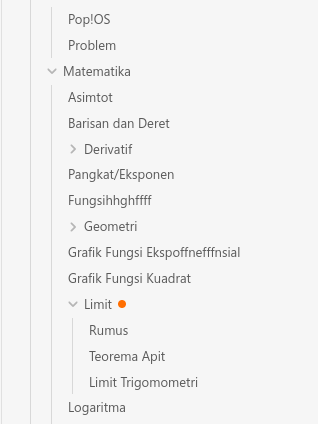 Pop!OS
Problem
Matematika
Asimtot
Barisan dan Deret
Derivatif
Pangkat/Eksponen
Fungsihhghffff
Geometri
Grafik Fungsi Ekspoffnefffnsial
Grafik Fungsi Kuadrat
Limit
Rumus
Teorema Apit
Limit Trigomometri
Logaritma